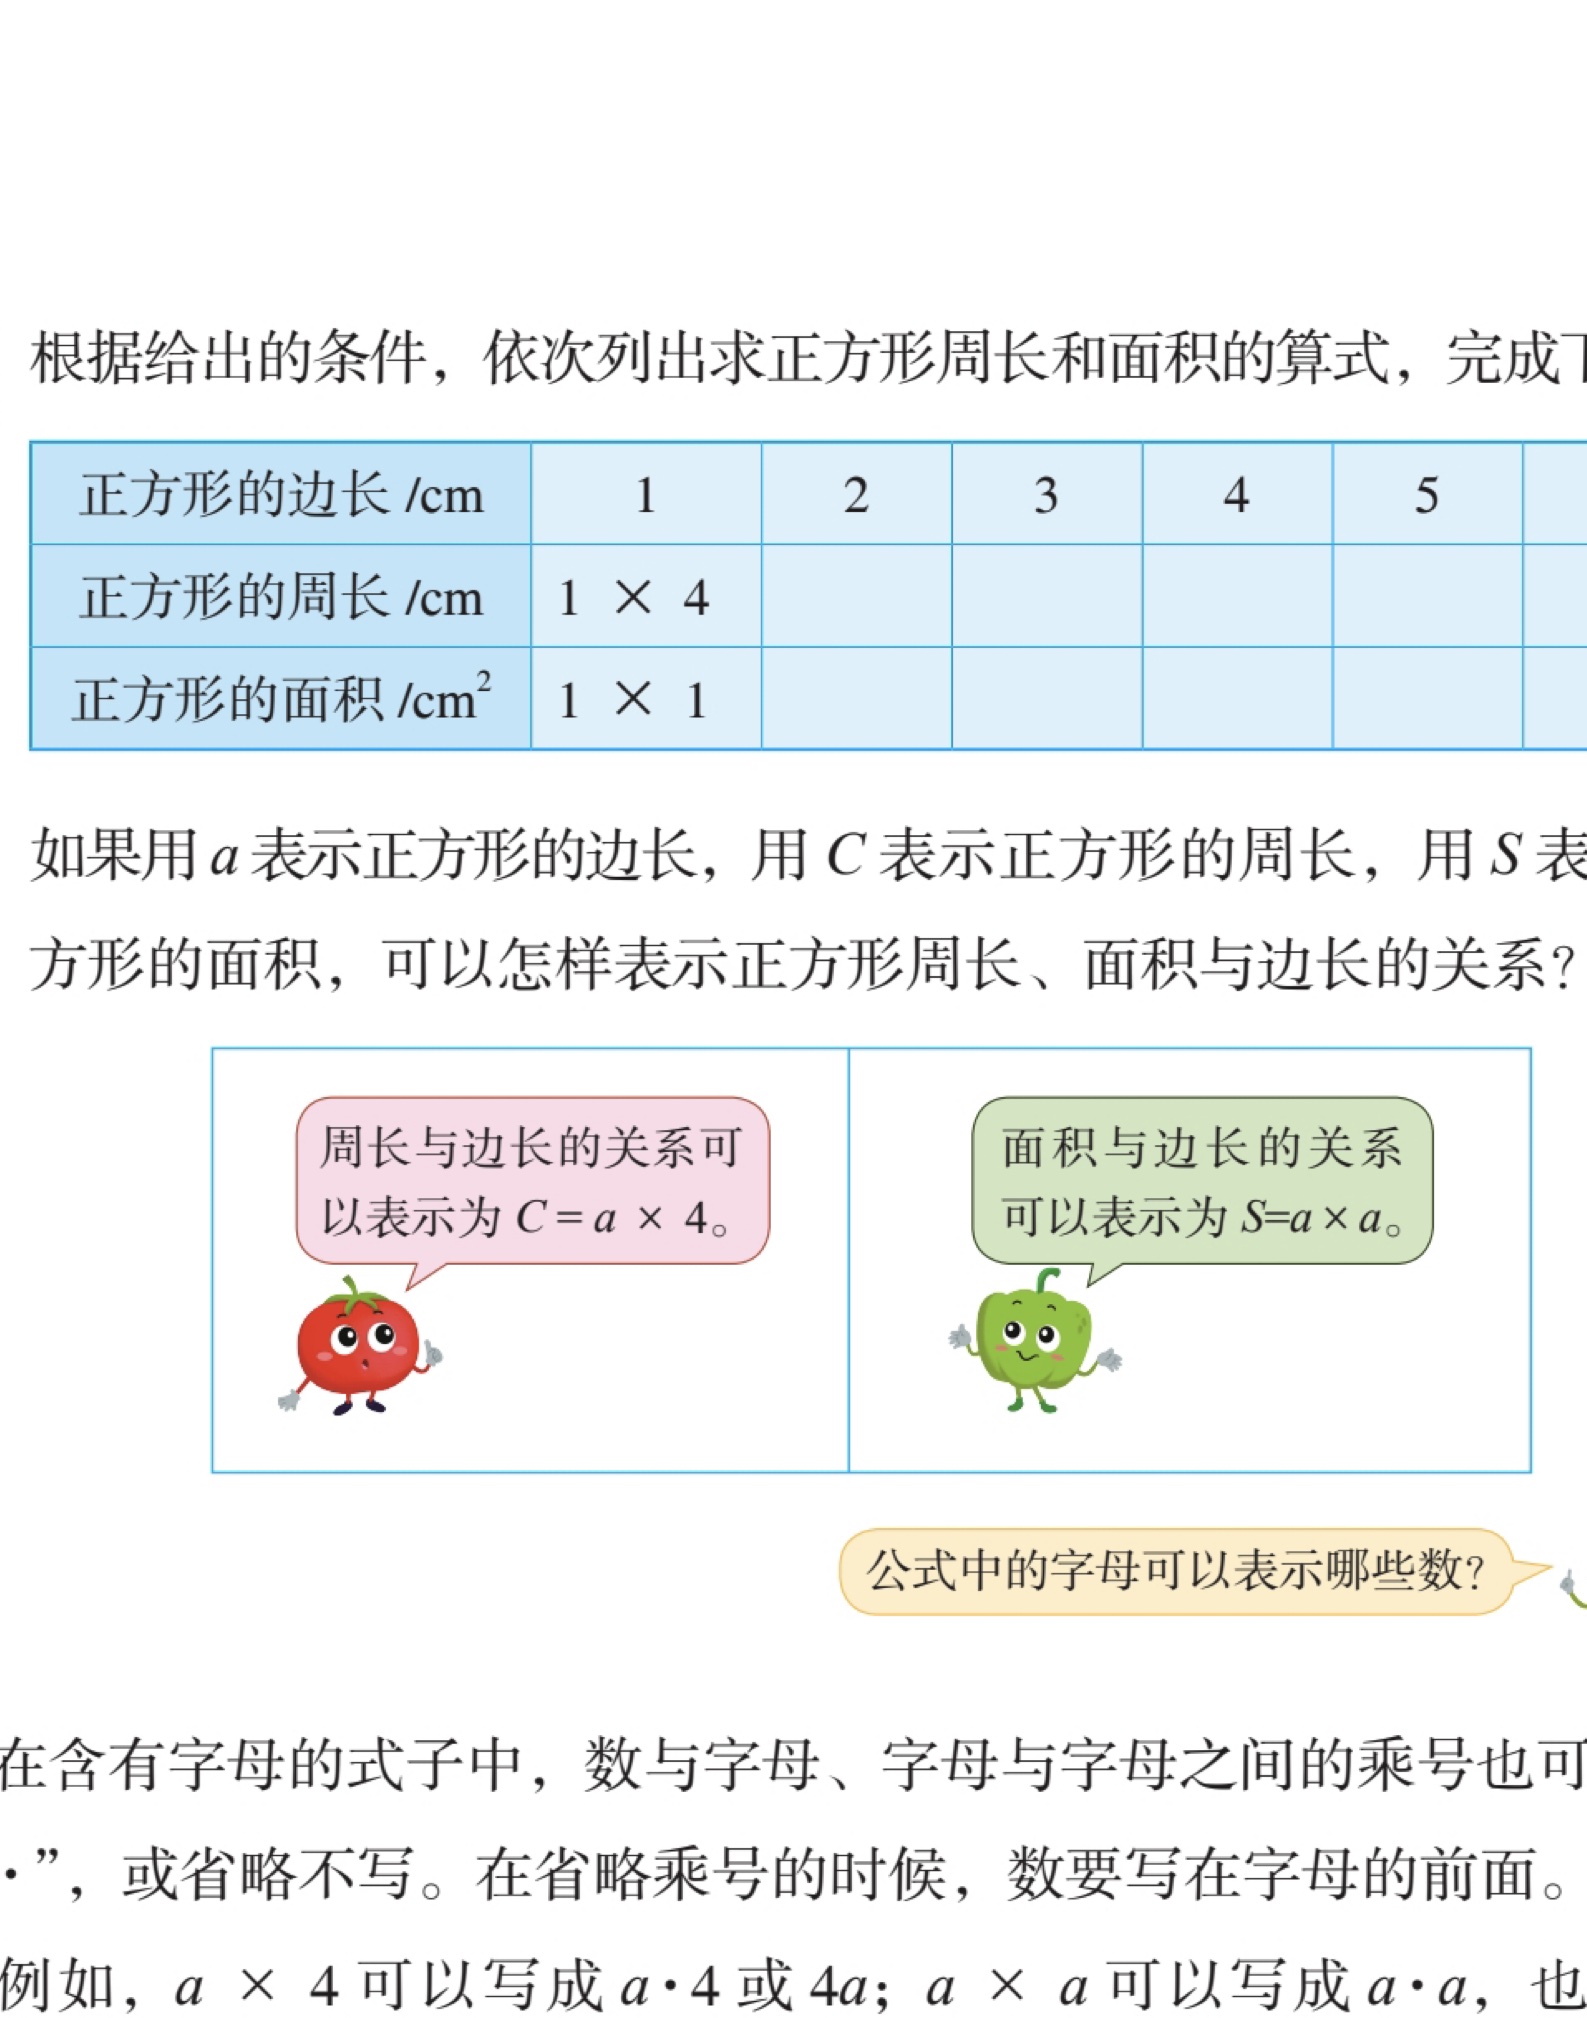 根据给出的条件，依次列出求正方形周长和面积的算式，完成
正方形的边长 /cm 1 2 3 4 5
正方形的周长 /cm 1 × 4
正方形的面积 /cm² 1 × 1
如果用 a 表示正方形的边长，用 C 表示正方形的周长，用 S 表
方形的面积，可以怎样表示正方形周长、面积与边长的关系？
周长与边长的关系可
以表示为 C = a × 4。
面积与边长的关系
可以表示为 S=a × a。
公式中的字母可以表示哪些数？
在含有字母的式子中，数与字母、字母与字母之间的乘号也可
·”，或省略不写。在省略乘号的时候，数要写在字母的前面。
例如，a × 4 可以写成 a·4 或 4a；a × a 可以写成 a·a，也